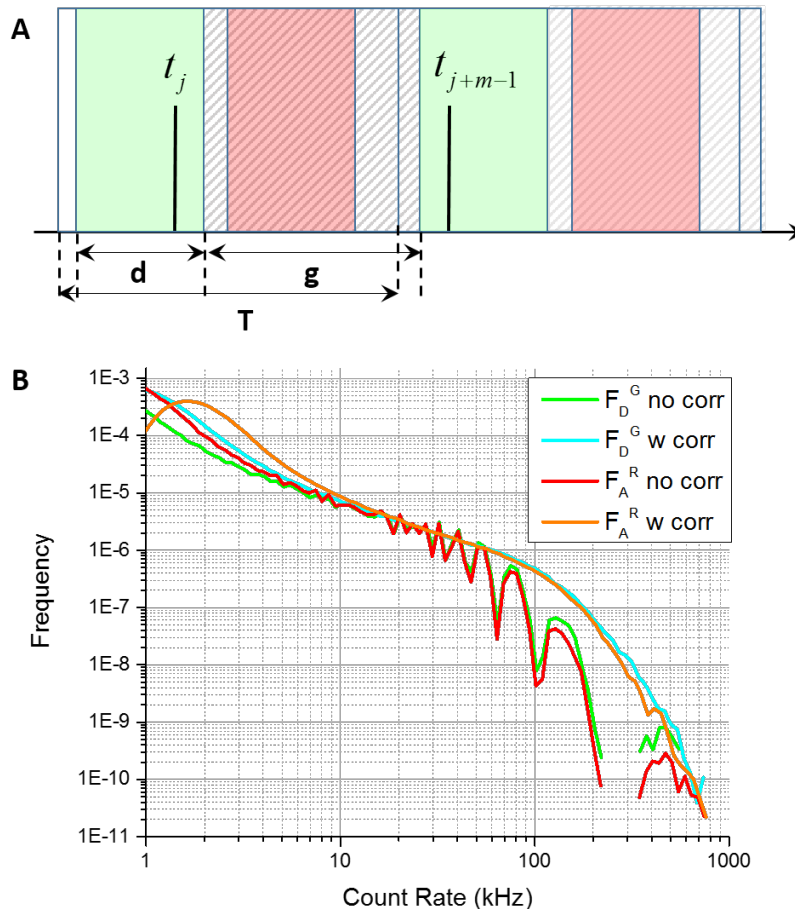 A
t_j
t_{j+m−1}
d
g
T
B
1E-3
1E-4
1E-5
1E-6
1E-7
1E-8
1E-9
1E-10
1E-11
Frequency
F_D^G no corr
F_D^G w corr
F_A^R no corr
F_A^R w corr
1 10 100 1000
Count Rate (kHz)